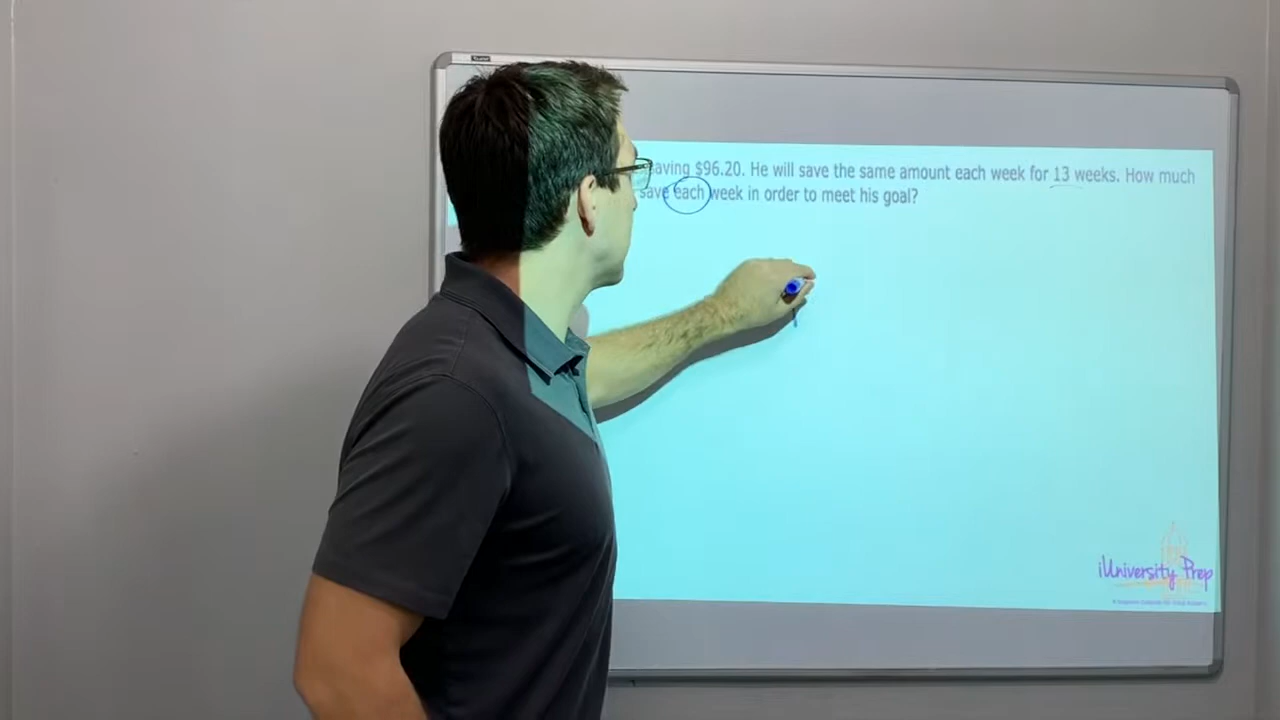 aving $96.20. He will save the same amount each week for 13 weeks. How much
save each week in order to meet his goal?
iUniversity Prep